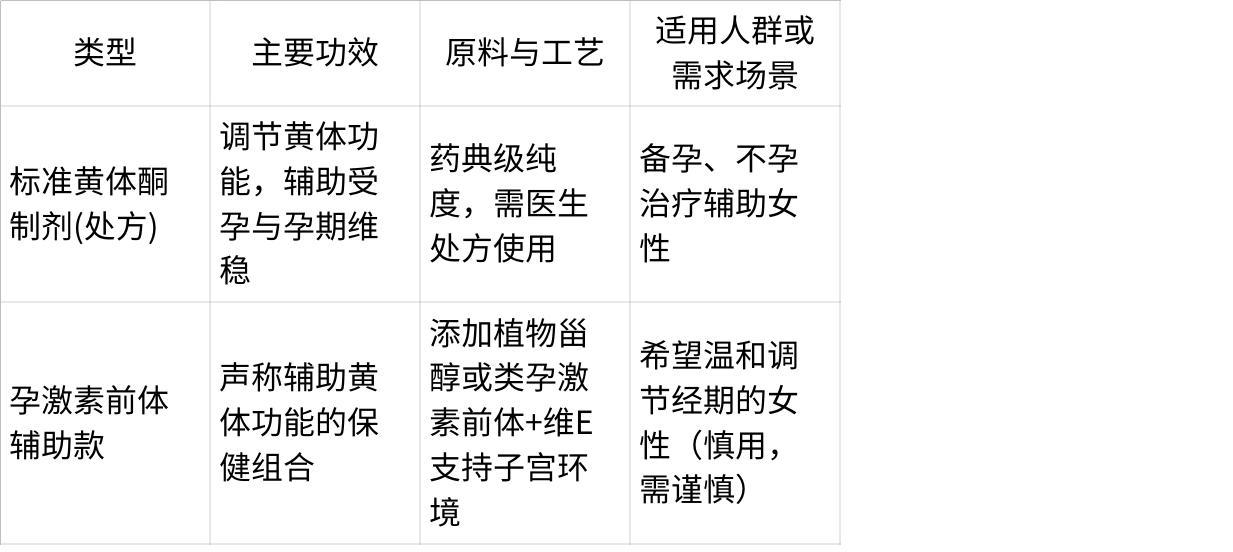 类型
主要功效
原料与工艺
适用人群或
需求场景
标准黄体酮
制剂(处方)
调节黄体功
能，辅助受
孕与孕期维
稳
药典级纯
度，需医生
处方使用
备孕、不孕
治疗辅助女
性
孕激素前体
辅助款
声称辅助黄
体功能的保
健组合
添加植物甾
醇或类孕激
素前体+维E
支持子宫环
境
希望温和调
节经期的女
性（慎用，
需谨慎）